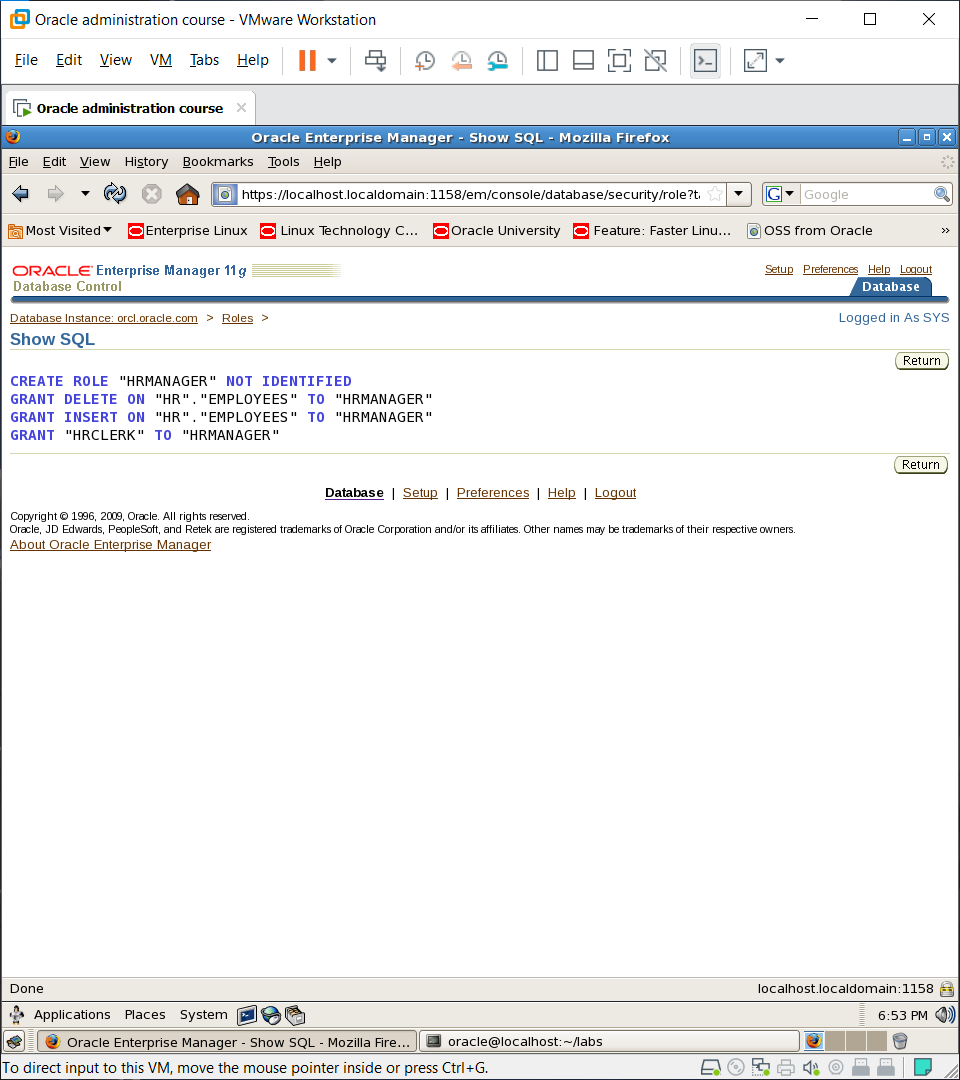 Oracle administration course - VMware Workstation
File Edit View VM Tabs Help
Oracle administration course
Oracle Enterprise Manager - Show SQL - Mozilla Firefox
File Edit View History Bookmarks Tools Help
https://localhost.localdomain:1158/em/console/database/security/role?ta
G Google
Most Visited Enterprise Linux Linux Technology C... Oracle University Feature: Faster Linu... OSS from Oracle »
ORACLE Enterprise Manager 11g
Setup Preferences Help Logout
Database Control
Database
Database Instance: orcl.oracle.com > Roles >
Logged in As SYS
Show SQL
Return
CREATE ROLE "HRMANAGER" NOT IDENTIFIED
GRANT DELETE ON "HR"."EMPLOYEES" TO "HRMANAGER"
GRANT INSERT ON "HR"."EMPLOYEES" TO "HRMANAGER"
GRANT "HRCLERK" TO "HRMANAGER"
Return
Database | Setup | Preferences | Help | Logout
Copyright © 1996, 2009, Oracle. All rights reserved.
Oracle, JD Edwards, PeopleSoft, and Retek are registered trademarks of Oracle Corporation and/or its affiliates. Other names may be trademarks of their respective owners.
About Oracle Enterprise Manager
Done
localhost.localdomain:1158
Applications Places System
6:53 PM
Oracle Enterprise Manager - Show SQL - Mozilla Fire...
oracle@localhost:~/labs
To direct input to this VM, move the mouse pointer inside or press Ctrl+G.